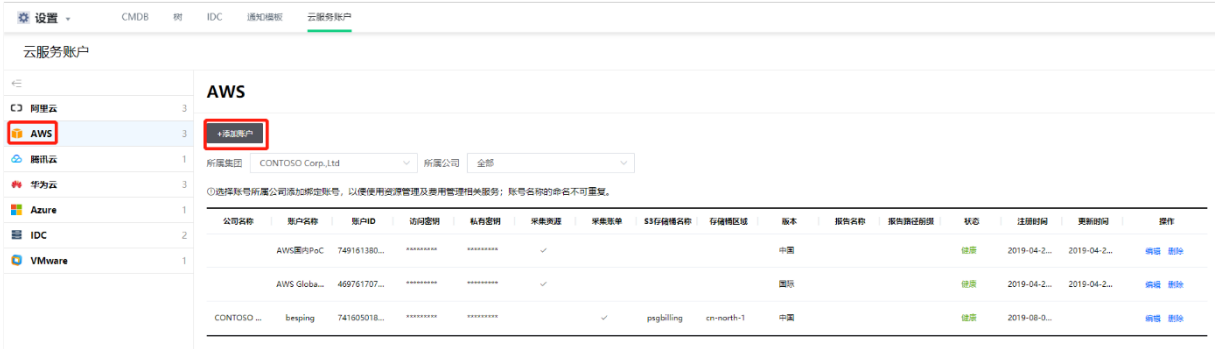 设置 CMDB 树 IDC 通知模板 云服务账户
云服务账户
阿里云 3
AWS 3
腾讯云 1
华为云 3
Azure 1
IDC 2
VMware 1
AWS
+添加账户
所属集团 CONTOSO Corp.,Ltd 所属公司 全部
①选择账号所属公司添加绑定账号，以便使用资源管理及费用管理相关服务；账号名称的命名不可重复。
公司名称 账户名称 账户ID 访问密钥 私有密钥 采集资源 采集账单 S3存储桶名称 存储桶区域 版本 报告名称 报告路径前缀 状态 注册时间 更新时间 操作
AWS国内PoC 749161380... ********* ********* 中国 健康 2019-04-2... 2019-04-2... 编辑 删除
AWS Globa... 469761707... ********* ********* 国际 健康 2019-04-2... 2019-04-2... 编辑 删除
CONTOSO ... besping 741605018... ********* ********* psgbilling cn-north-1 中国 健康 2019-08-0... 编辑 删除